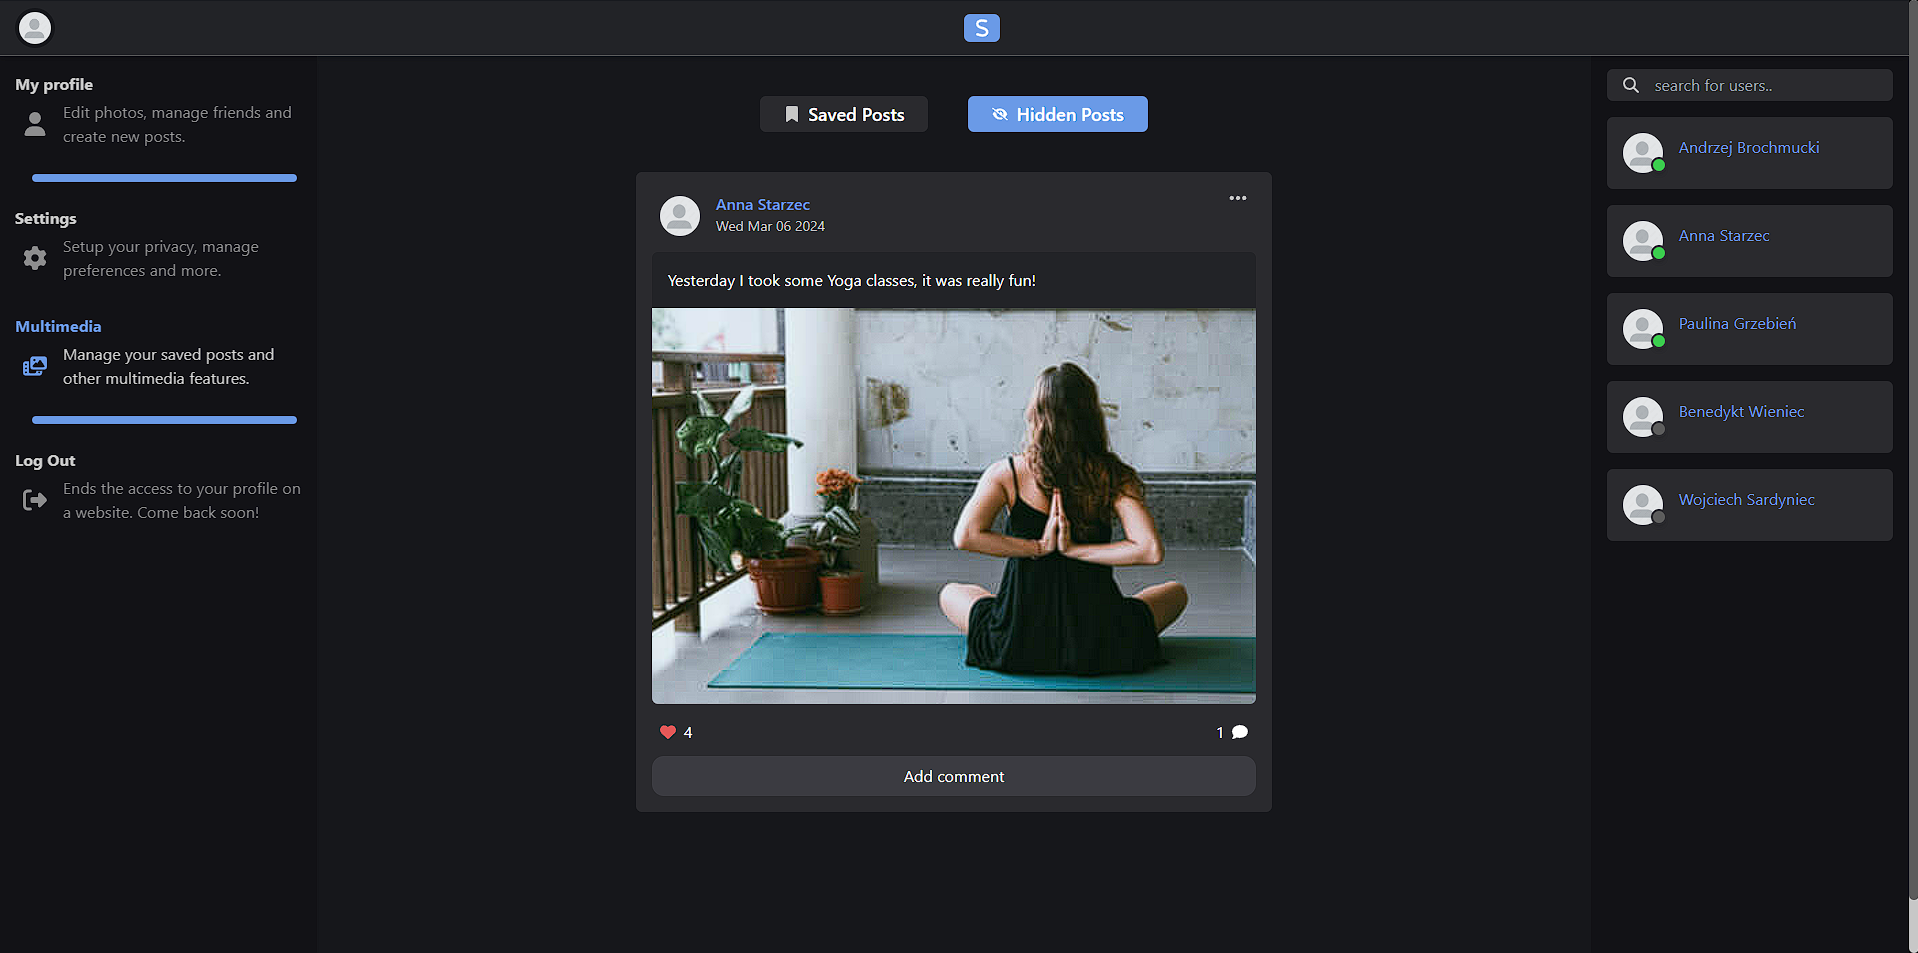 S
My profile
Edit photos, manage friends and
create new posts.
Settings
Setup your privacy, manage
preferences and more.
Multimedia
Manage your saved posts and
other multimedia features.
Log Out
Ends the access to your profile on
a website. Come back soon!
Saved Posts
Hidden Posts
Anna Starzec
Wed Mar 06 2024
Yesterday I took some Yoga classes, it was really fun!
4
1
Add comment
search for users..
Andrzej Brochmucki
Anna Starzec
Paulina Grzebień
Benedykt Wieniec
Wojciech Sardyniec